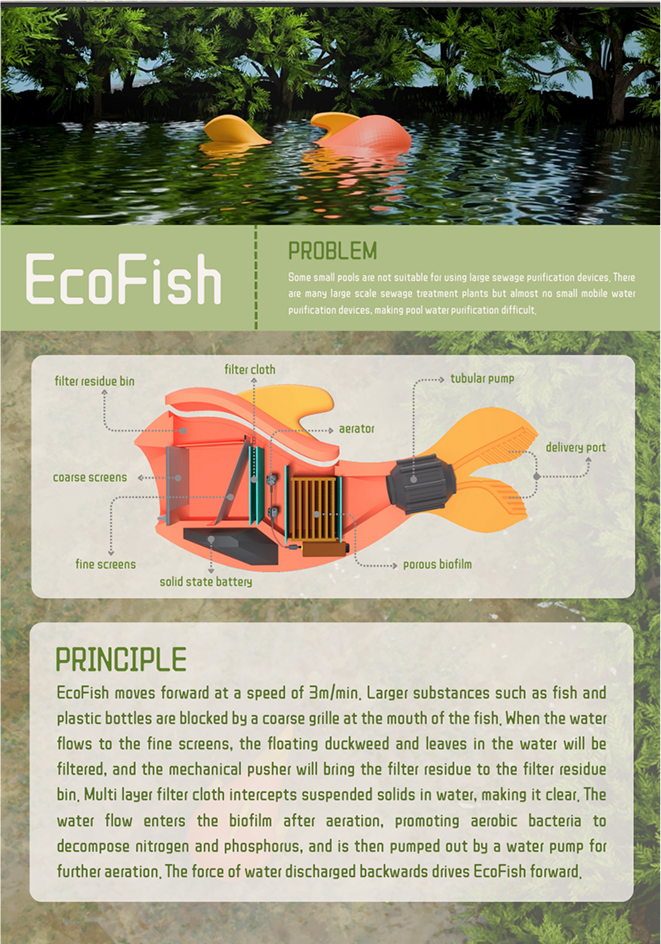 EcoFish
PROBLEM
Some small pools are not suitable for using large sewage purification devices. There
are many large scale sewage treatment plants but almost no small mobile water
purification devices, making pool water purification difficult.
filter residue bin
filter cloth
tubular pump
aerator
delivery port
coarse screens
fine screens
solid state battery
porous biofilm
PRINCIPLE
EcoFish moves forward at a speed of 3m/min. Larger substances such as fish and
plastic bottles are blocked by a coarse grille at the mouth of the fish. When the water
flows to the fine screens, the floating duckweed and leaves in the water will be
filtered, and the mechanical pusher will bring the filter residue to the filter residue
bin. Multi layer filter cloth intercepts suspended solids in water, making it clear. The
water flow enters the biofilm after aeration, promoting aerobic bacteria to
decompose nitrogen and phosphorus, and is then pumped out by a water pump for
further aeration. The force of water discharged backwards drives EcoFish forward.